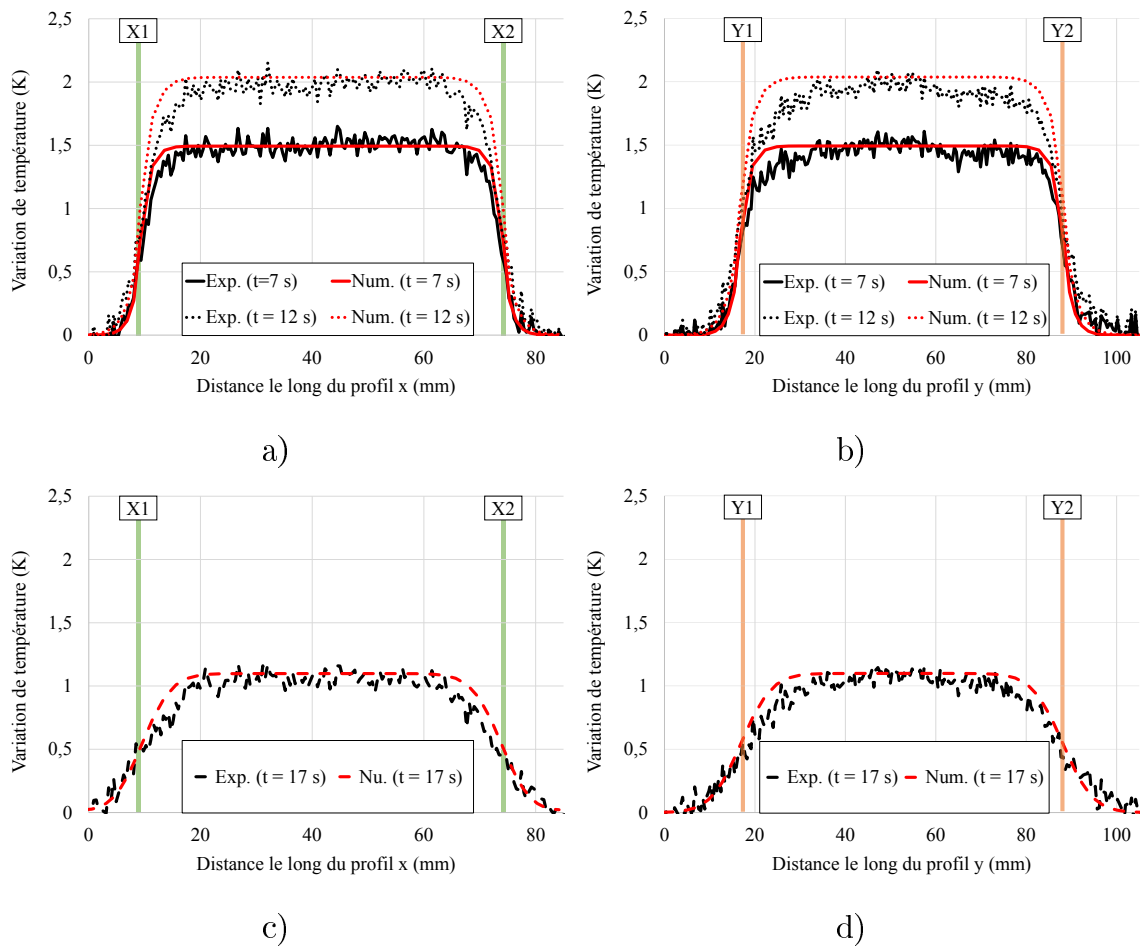 X1 X2
2,5
2
1,5
1
0,5
0
Variation de température (K)
Exp. (t=7 s) Num. (t = 7 s)
Exp. (t = 12 s) Num. (t = 12 s)
0 20 40 60 80
Distance le long du profil x (mm)
a)
Y1 Y2
2,5
2
1,5
1
0,5
0
Variation de température (K)
Exp. (t = 7 s) Num. (t = 7 s)
Exp. (t = 12 s) Num. (t = 12 s)
0 20 40 60 80 100
Distance le long du profil y (mm)
b)
X1 X2
2,5
2
1,5
1
0,5
0
Variation de température (K)
Exp. (t = 17 s) Nu. (t = 17 s)
0 20 40 60 80
Distance le long du profil x (mm)
c)
Y1 Y2
2,5
2
1,5
1
0,5
0
Variation de température (K)
Exp. (t = 17 s) Num. (t = 17 s)
0 20 40 60 80 100
Distance le long du profil y (mm)
d)